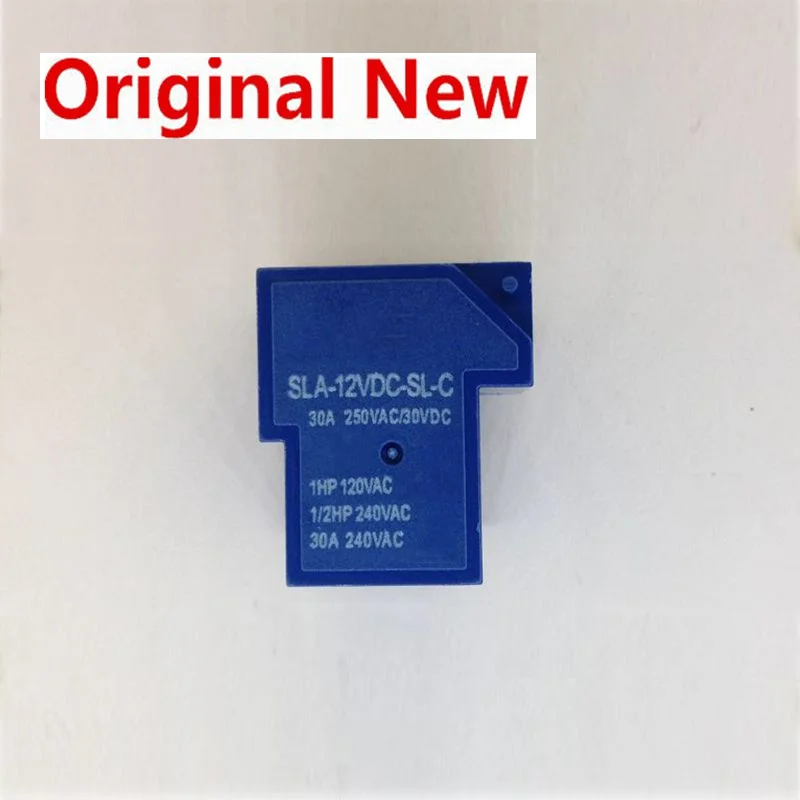 Original New
SLA-12VDC-SL-C
30A 250VAC/30VDC
1HP 120VAC
1/2HP 240VAC
30A 240VAC